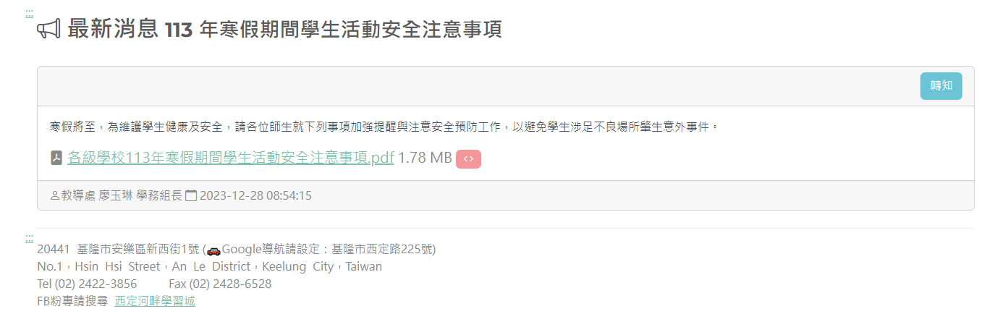 :::
最新消息 113 年寒假期間學生活動安全注意事項
轉知
寒假將至，為維護學生健康及安全，請各位師生就下列事項加強提醒與注意安全預防工作，以避免學生涉足不良場所肇生意外事件。
各級學校113年寒假期間學生活動安全注意事項.pdf 1.78 MB <>
教導處 廖玉琳 學務組長 2023-12-28 08:54:15
:::
20441 基隆市安樂區新西街1號 (🚗Google導航請設定：基隆市西定路225號)
No.1，Hsin Hsi Street，An Le District，Keelung City，Taiwan
Tel (02) 2422-3856 Fax (02) 2428-6528
FB粉專請搜尋 西定河畔學習城